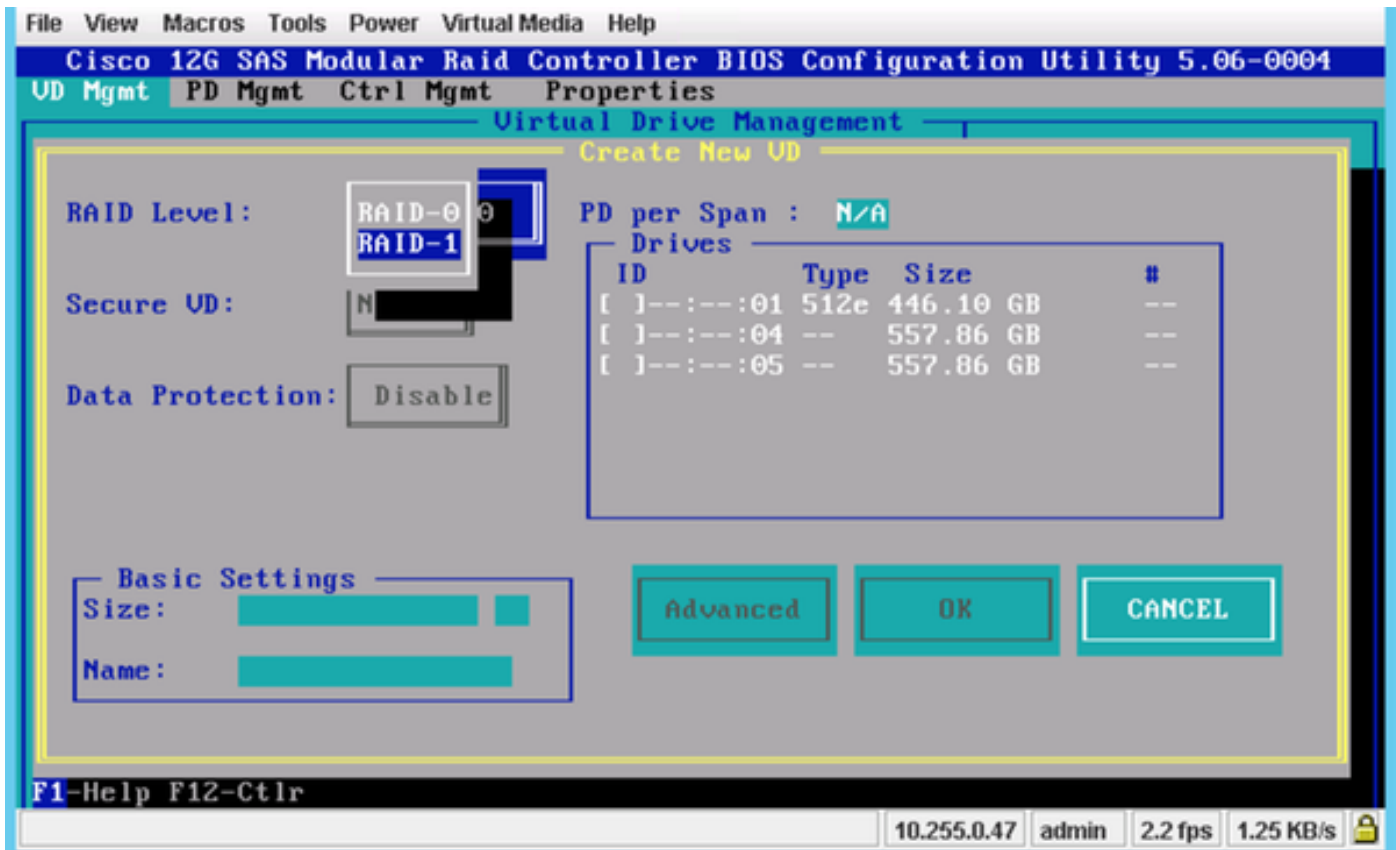 File View Macros Tools Power Virtual Media Help
Cisco 12G SAS Modular Raid Controller BIOS Configuration Utility 5.06-0004
VD Mgmt PD Mgmt Ctrl Mgmt Properties
Virtual Drive Management
Create New VD
RAID Level: RAID-0 0 PD per Span : N/A
RAID-1 Drives
ID Type Size #
Secure VD: N [ ]--:--:01 512e 446.10 GB --
[ ]--:--:04 -- 557.86 GB --
[ ]--:--:05 -- 557.86 GB --
Data Protection: Disable
Basic Settings
Size: Advanced OK CANCEL
Name:
F1-Help F12-Ctlr
10.255.0.47 admin 2.2 fps 1.25 KB/s